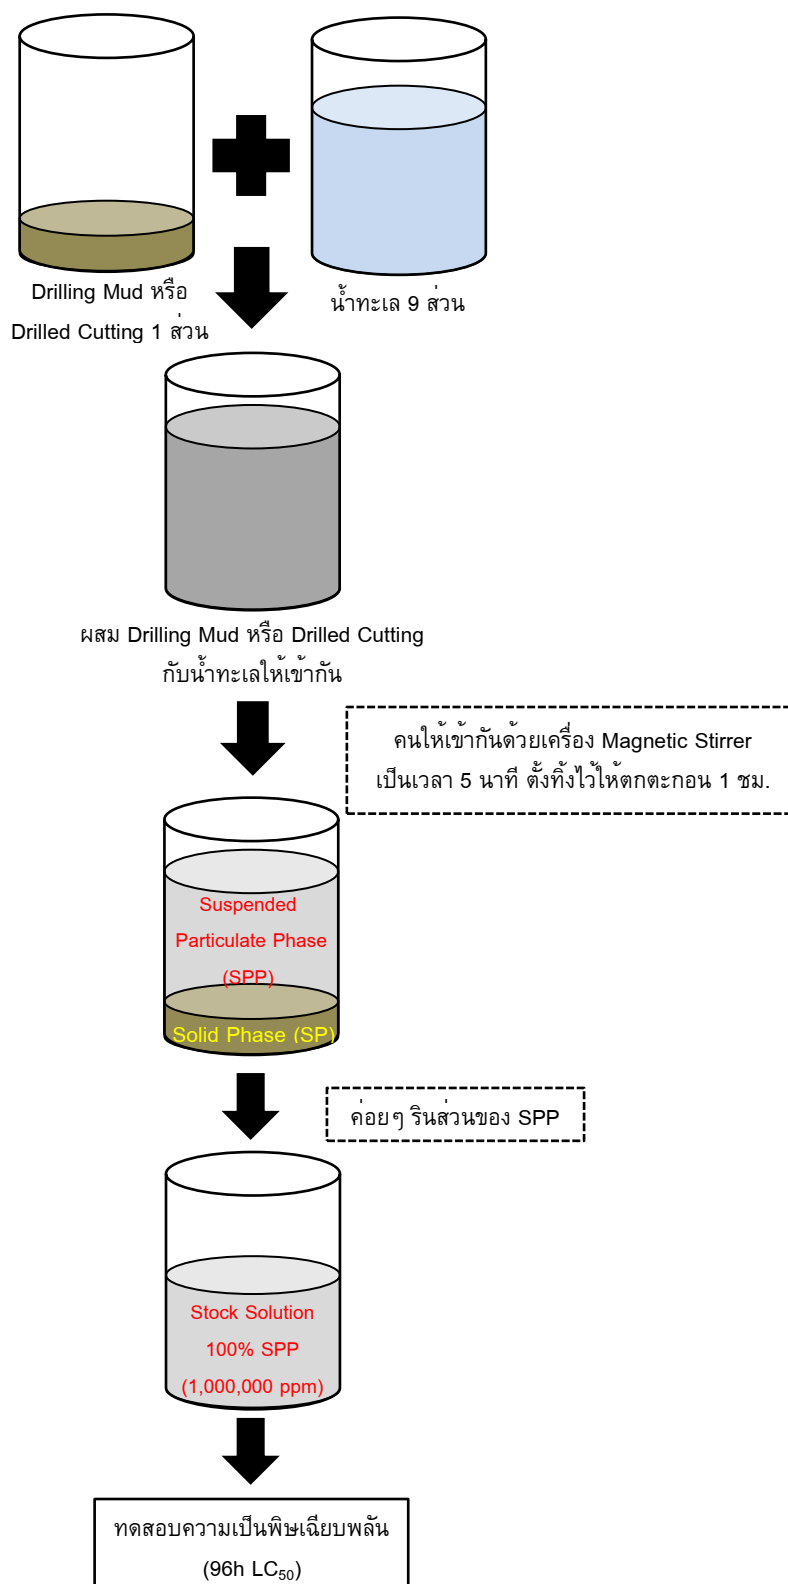 Drilling Mud หรือ
Drilled Cutting 1 ส่วน
น้ำทะเล 9 ส่วน
ผสม Drilling Mud หรือ Drilled Cutting
กับน้ำทะเลให้เข้ากัน
คนให้เข้ากันด้วยเครื่อง Magnetic Stirrer
เป็นเวลา 5 นาที ตั้งทิ้งไว้ให้ตกตะกอน 1 ชม.
Suspended
Particulate Phase
(SPP)
Solid Phase (SP)
ค่อยๆ รินส่วนของ SPP
Stock Solution
100% SPP
(1,000,000 ppm)
ทดสอบความเป็นพิษเฉียบพลัน
(96h LC₅₀)